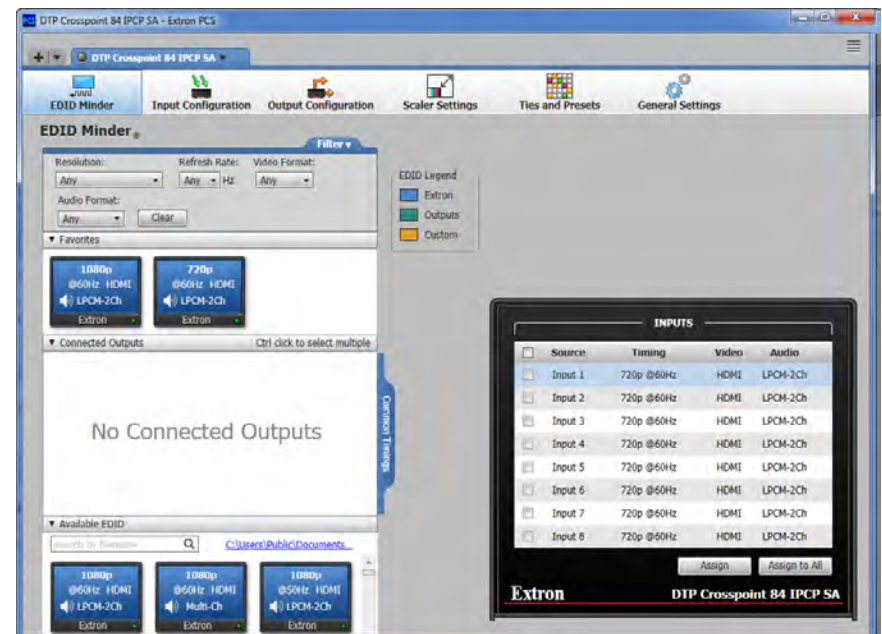 DTP Crosspoint 84 IPCP SA - Extron PCS
DTP Crosspoint 84 IPCP SA
EDID Minder
Input Configuration
Output Configuration
Scaler Settings
Ties and Presets
General Settings
EDID Minder
Filter
Resolution:
Refresh Rate:
Video Format:
Any
Any
Hz
Any
Audio Format:
Any
Clear
Favorites
1080p
@60Hz HDMI
LPCM-2Ch
Extron
720p
@60Hz HDMI
LPCM-2Ch
Extron
Connected Outputs
Ctrl click to select multiple
No Connected Outputs
Available EDID
search by filename
C:\Users\Public\Documents...
1080p
@60Hz HDMI
LPCM-2Ch
Extron
1080p
@60Hz HDMI
Multi-Ch
Extron
1080p
@50Hz HDMI
LPCM-2Ch
Extron
Common Timings
EDID Legend
Extron
Outputs
Custom
INPUTS
Source Timing Video Audio
Input 1 720p @60Hz HDMI LPCM-2Ch
Input 2 720p @60Hz HDMI LPCM-2Ch
Input 3 720p @60Hz HDMI LPCM-2Ch
Input 4 720p @60Hz HDMI LPCM-2Ch
Input 5 720p @60Hz HDMI LPCM-2Ch
Input 6 720p @60Hz HDMI LPCM-2Ch
Input 7 720p @60Hz HDMI LPCM-2Ch
Input 8 720p @60Hz HDMI LPCM-2Ch
Assign
Assign to All
Extron
DTP Crosspoint 84 IPCP SA